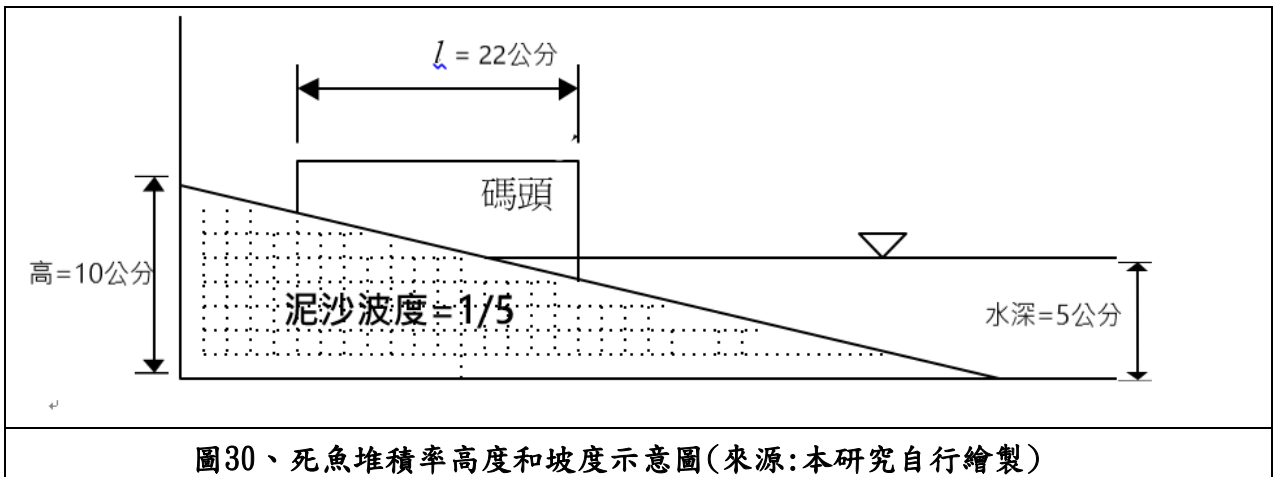 l = 22公分
碼頭
高=10公分
泥沙波度=1/5
水深=5公分
圖30、死魚堆積率高度和坡度示意圖(來源:本研究自行繪製)